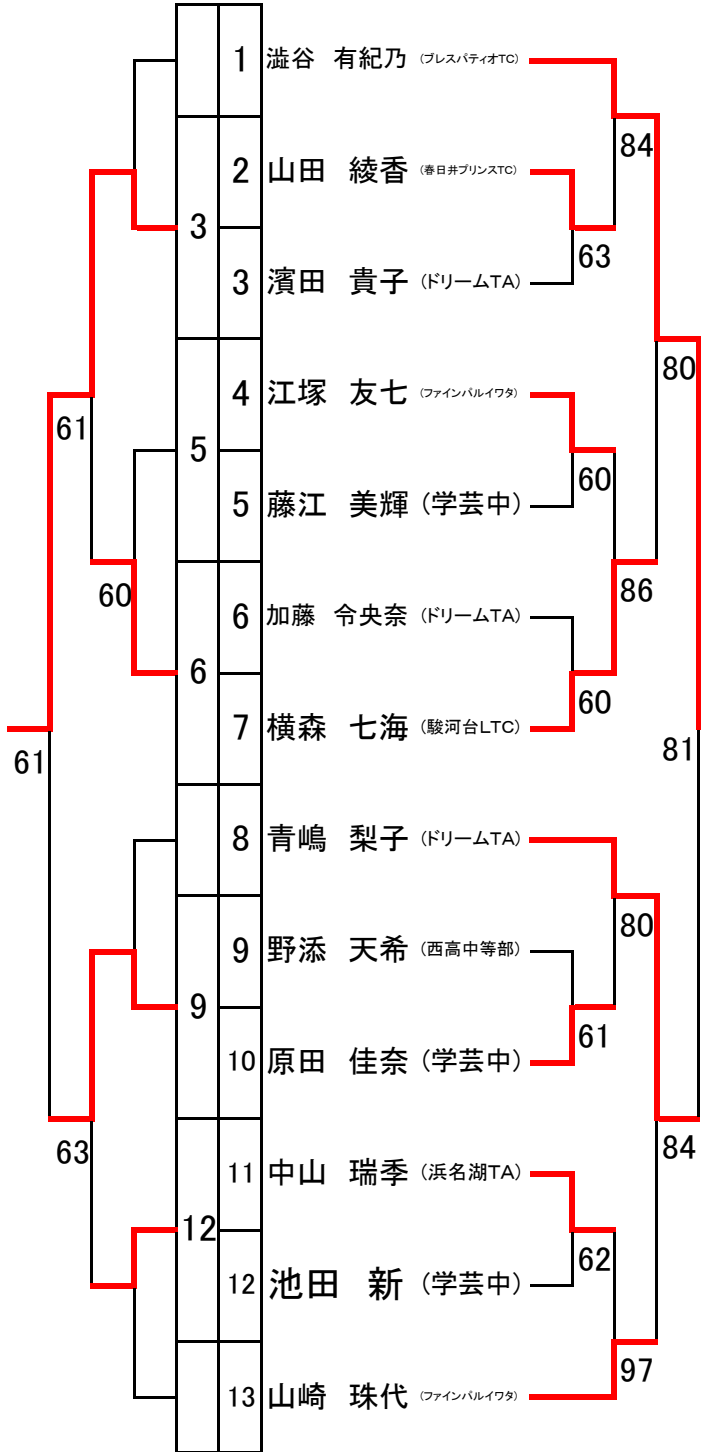 1 澁谷 有紀乃 (ブレスパティオTC)
84
2 山田 綾香 (春日井プリンスTC)
3
63
3 濱田 貴子 (ドリームTA)
80
4 江塚 友七 (ファインバルイワタ)
61
5
60
5 藤江 美輝 (学芸中)
60
86
6 加藤 令央奈 (ドリームTA)
6
60
7 横森 七海 (駿河台LTC)
61
81
8 青嶋 梨子 (ドリームTA)
80
9 野添 天希 (西高中等部)
9
61
10 原田 佳奈 (学芸中)
63
84
11 中山 瑞季 (浜名湖TA)
12
62
12 池田 新 (学芸中)
97
13 山崎 珠代 (ファインバルイワタ)